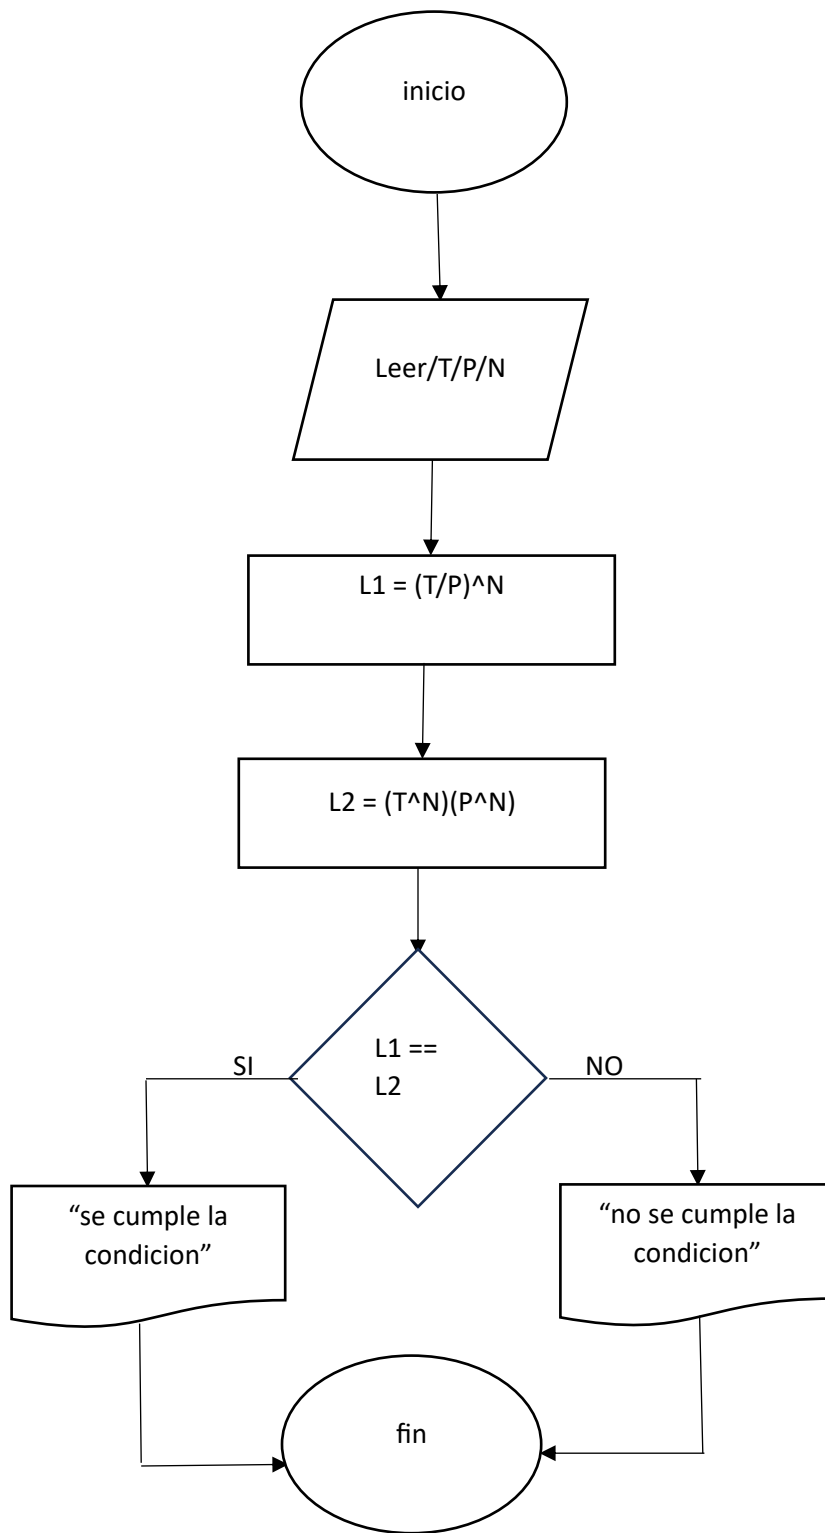 inicio
Leer/T/P/N
L1 = (T/P)^N
L2 = (T^N)(P^N)
L1 ==
L2
SI
NO
“se cumple la
condicion”
“no se cumple la
condicion”
fin